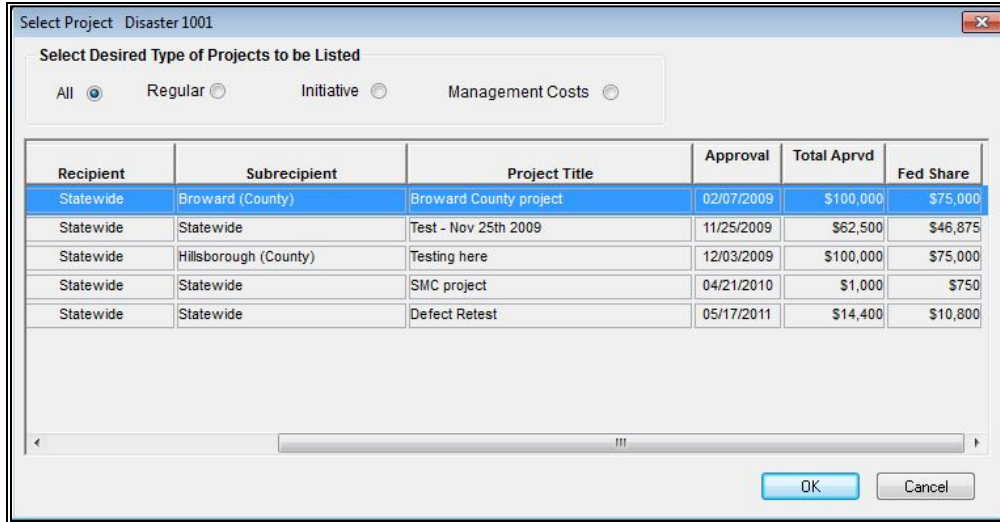 Select Project Disaster 1001
Select Desired Type of Projects to be Listed
All Regular Initiative Management Costs
Recipient Subrecipient Project Title Approval Total Aprvd Fed Share
Statewide Broward (County) Broward County project 02/07/2009 $100,000 $75,000
Statewide Statewide Test - Nov 25th 2009 11/25/2009 $62,500 $46,875
Statewide Hillsborough (County) Testing here 12/03/2009 $100,000 $75,000
Statewide Statewide SMC project 04/21/2010 $1,000 $750
Statewide Statewide Defect Retest 05/17/2011 $14,400 $10,800
OK Cancel